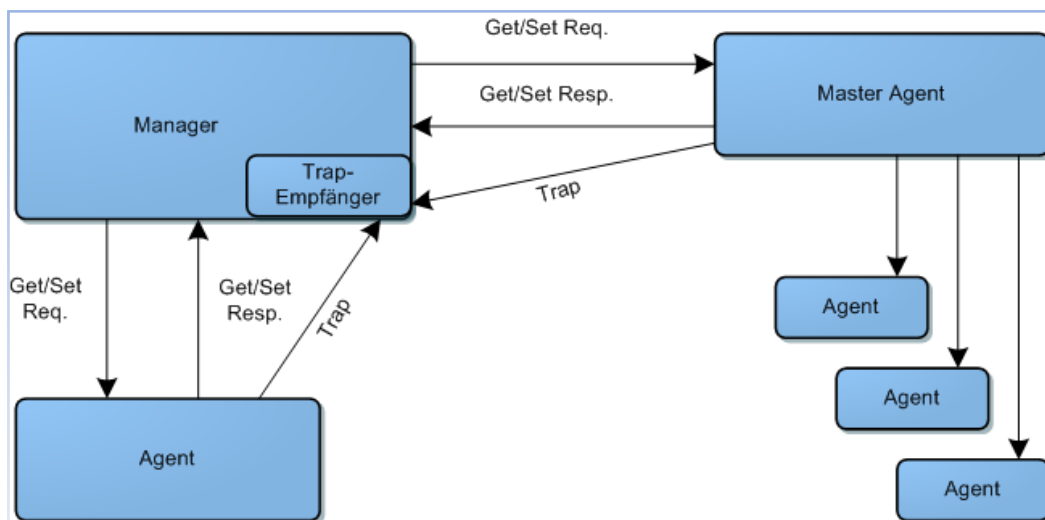 Get/Set Req.
Manager
Get/Set Resp.
Master Agent
Trap-
Empfänger
Trap
Get/Set
Req.
Get/Set
Resp.
Trap
Agent
Agent
Agent
Agent